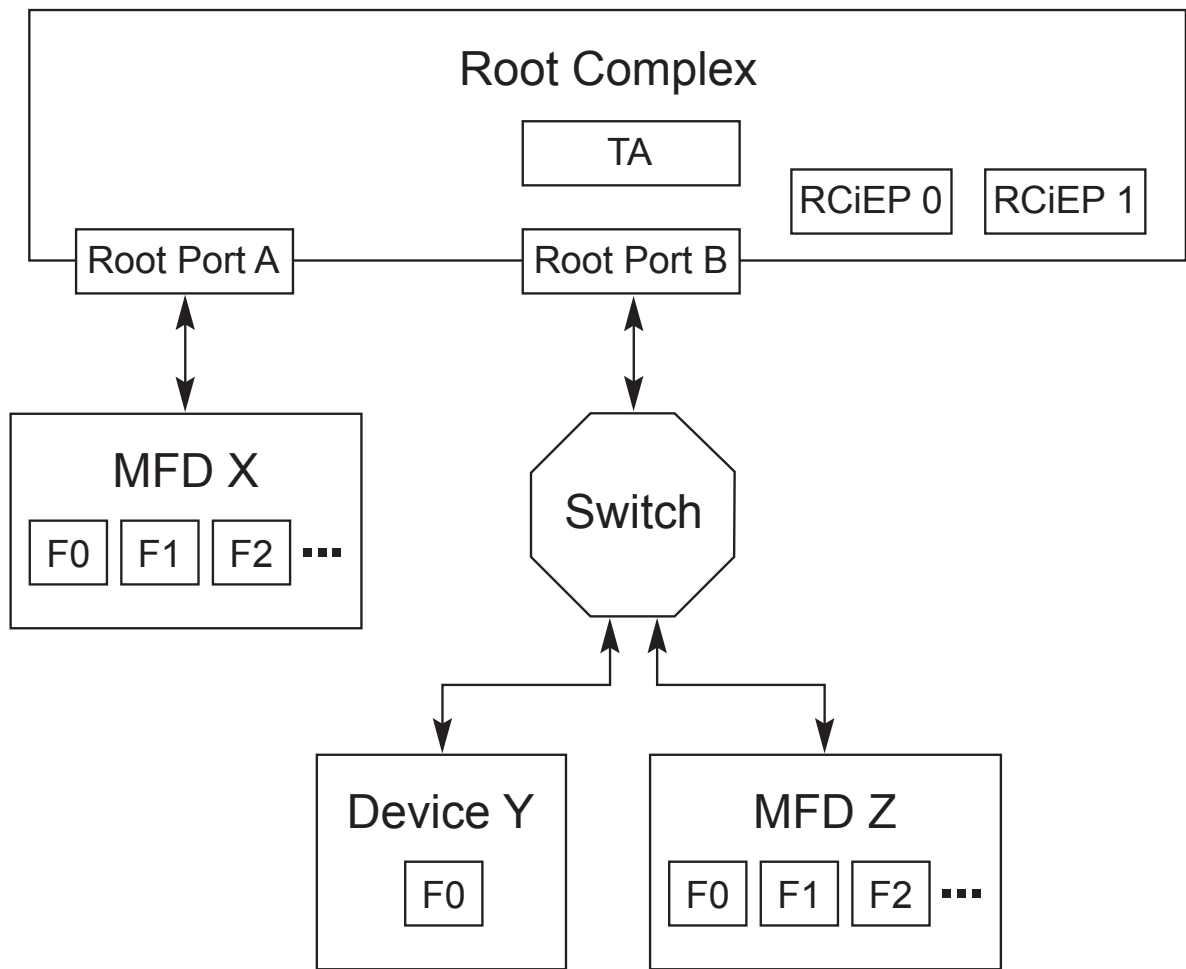 Root Complex
TA
RCiEP 0
RCiEP 1
Root Port A
Root Port B
MFD X
F0
F1
F2
Switch
Device Y
F0
MFD Z
F0
F1
F2